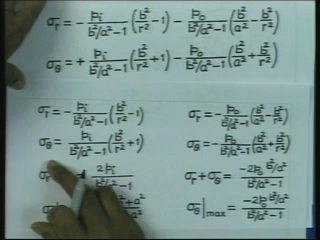 σr = − pi/(b²/a²−1) (b²/r² − 1) − po/(b²/a²−1) (b²/a² − b²/r²)
σθ = + pi/(b²/a²−1) (b²/r² + 1) − po/(b²/a²−1) (b²/a² + b²/r²)
σr = − pi/(b²/a²−1) (b²/r² − 1)
σr = − po/(b²/a²−1) (b²/a² − b²/r²)
σθ = pi/(b²/a²−1) (b²/r² + 1)
σθ = − po/(b²/a²−1) (b²/a² + b²/r²)
2pi/(b²/a²−1)
σr + σθ = −2po b²/a²/(b²/a²−1)
σθ|max = −2po b²/a²/(b²/a²−1)